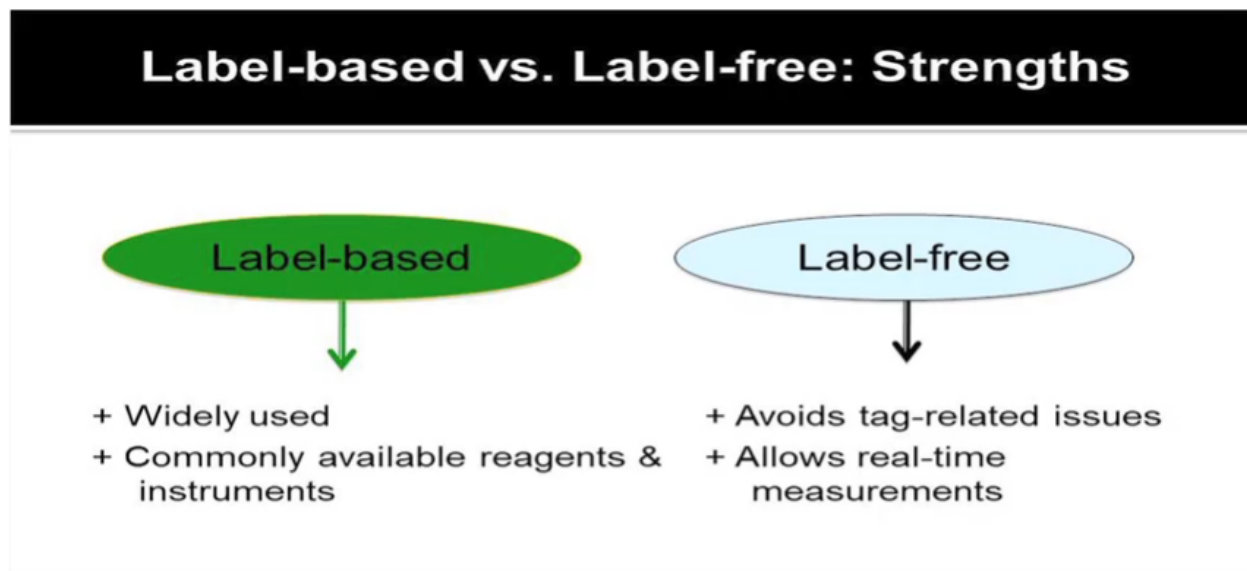 Label-based vs. Label-free: Strengths
Label-based
+ Widely used
+ Commonly available reagents &
instruments
Label-free
+ Avoids tag-related issues
+ Allows real-time
measurements